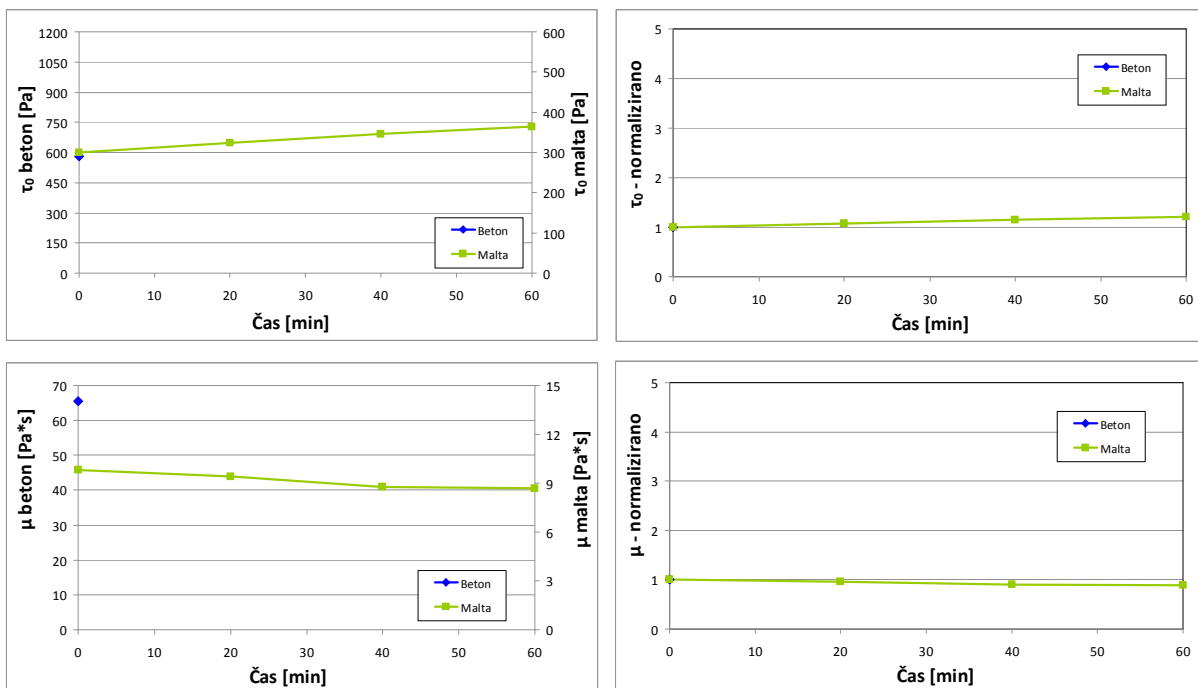 τ₀ beton [Pa]
1200
1050
900
750
600
450
300
150
0
600
500
400
300
200
100
0
τ₀ malta [Pa]
Beton
Malta
0 10 20 30 40 50 60
Čas [min]
τ₀ - normalizirano
5
4
3
2
1
0
Beton
Malta
0 10 20 30 40 50 60
Čas [min]
μ beton [Pa*s]
70
60
50
40
30
20
10
0
15
12
9
6
3
0
μ malta [Pa*s]
Beton
Malta
0 10 20 30 40 50 60
Čas [min]
μ - normalizirano
5
4
3
2
1
0
Beton
Malta
0 10 20 30 40 50 60
Čas [min]